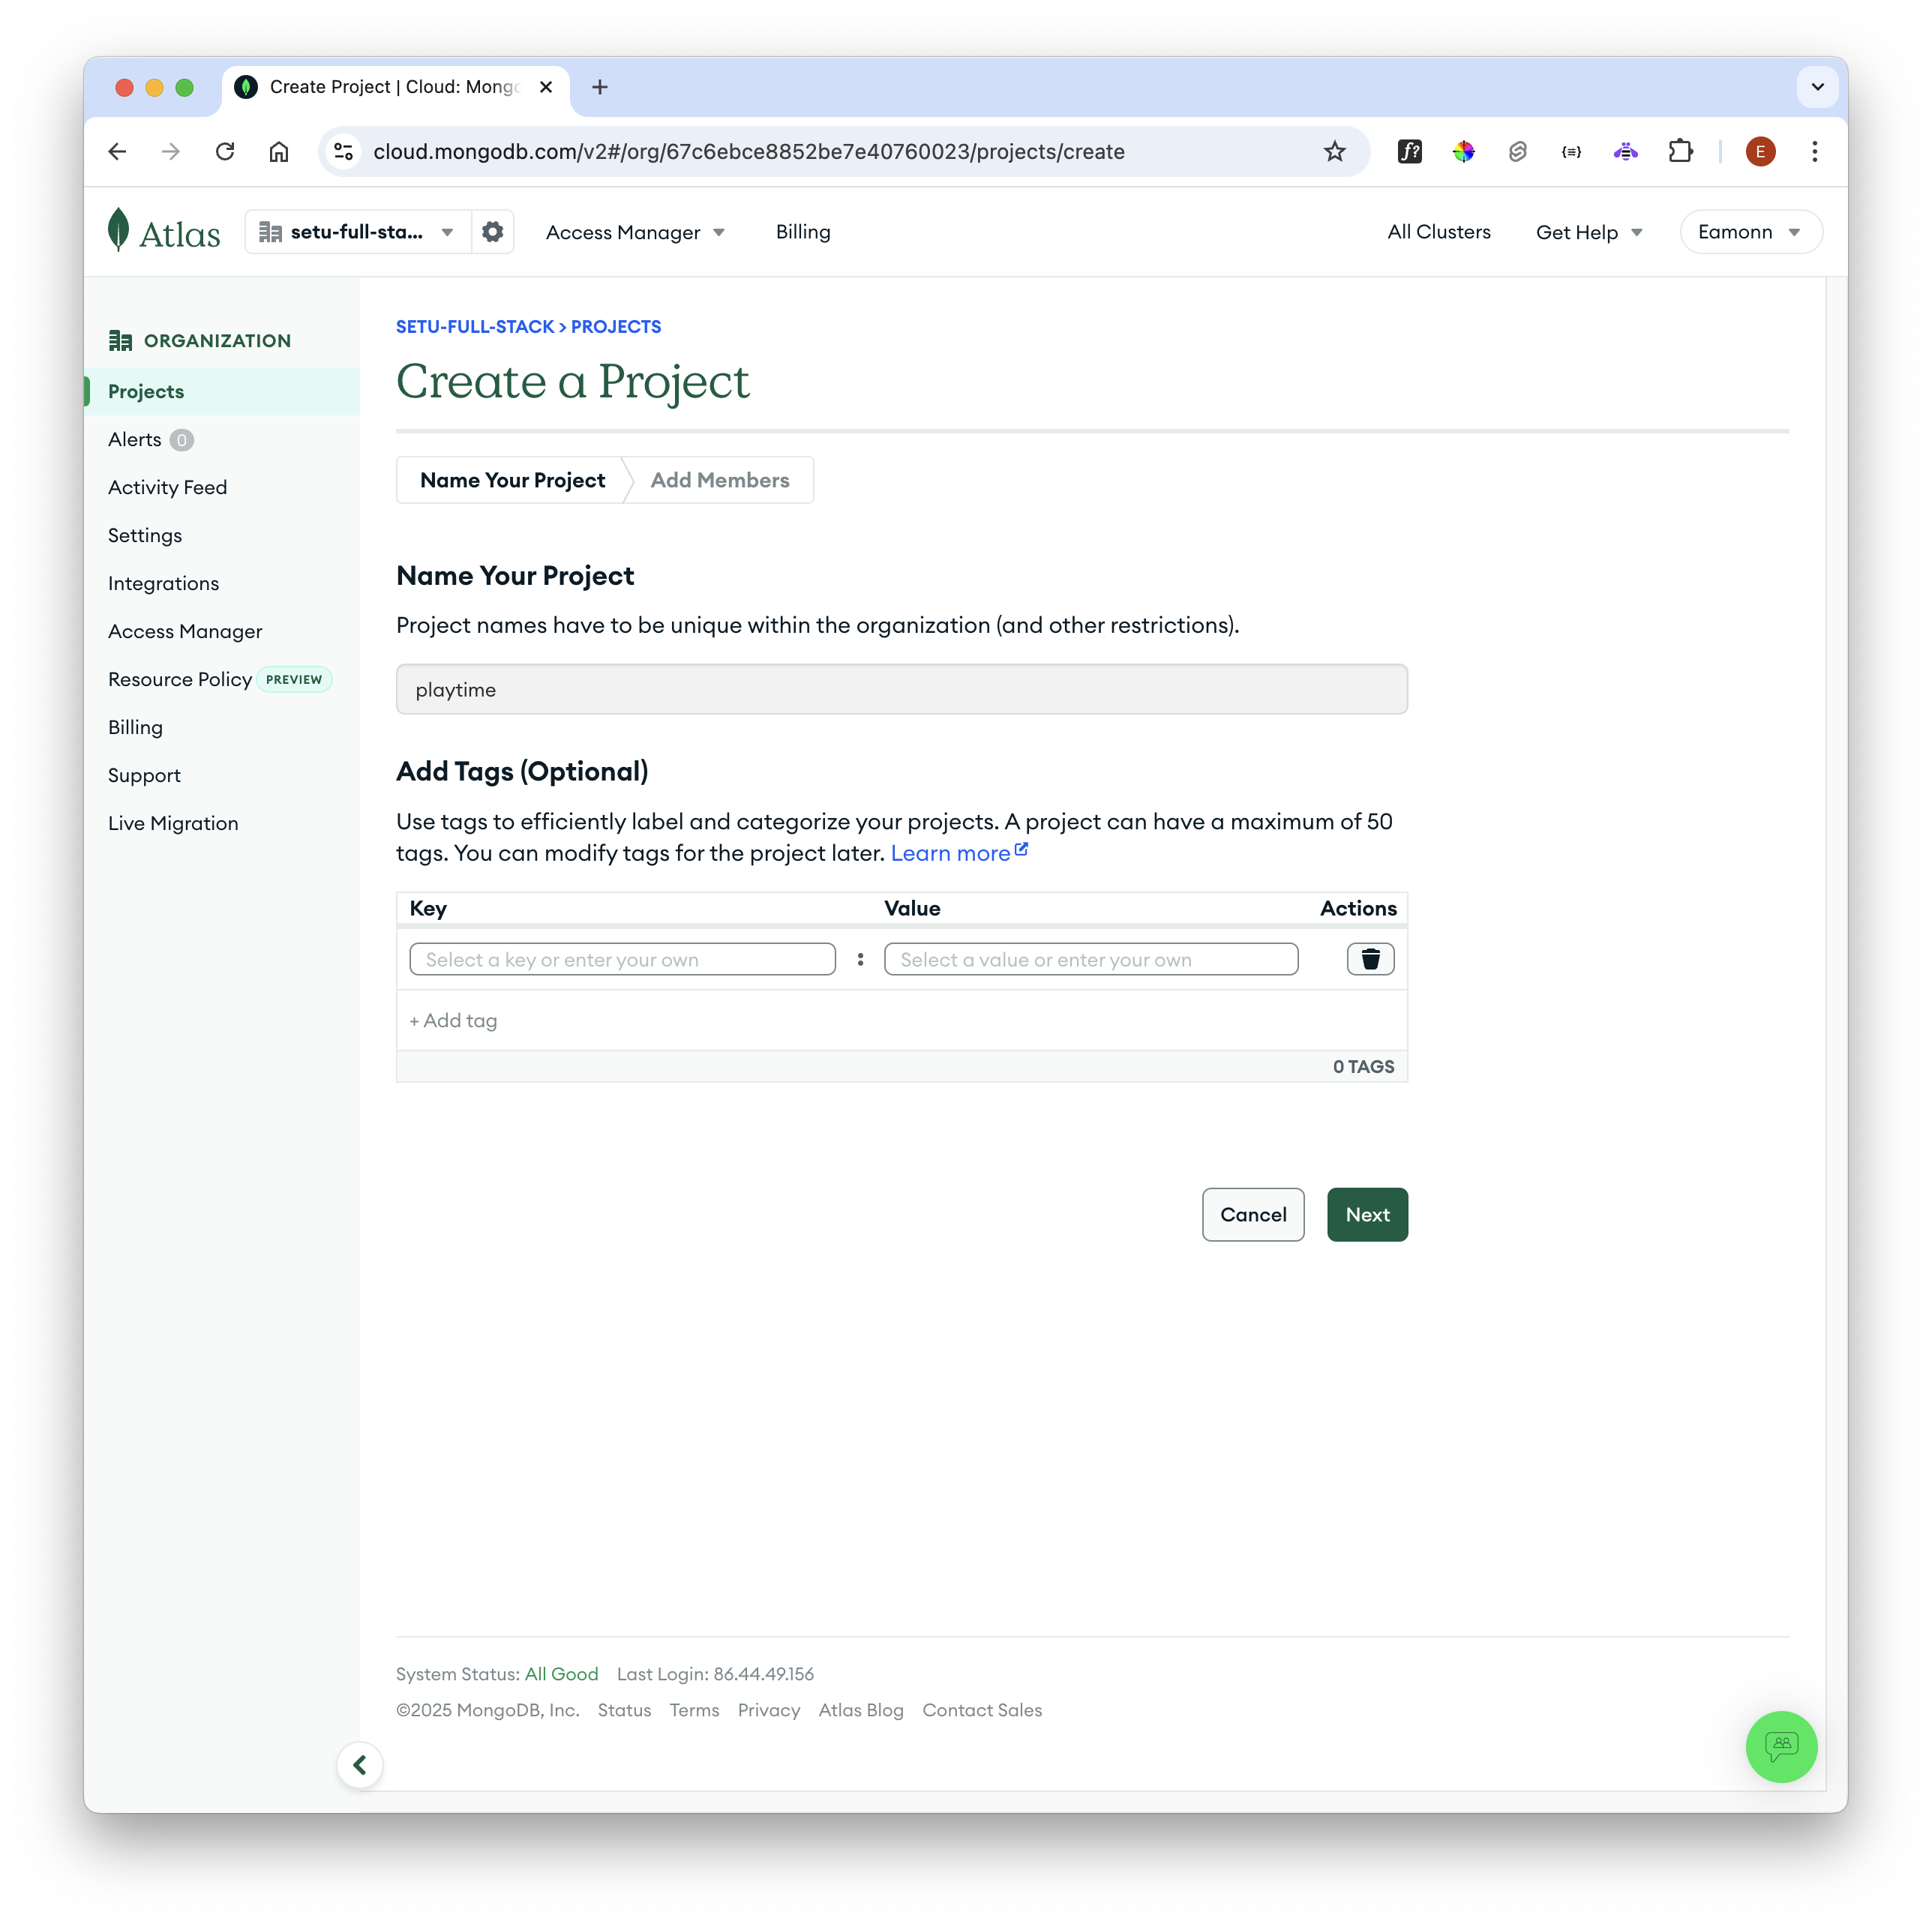 Create Project | Cloud: Mongo
cloud.mongodb.com/v2#/org/67c6ebce8852be7e40760023/projects/create
f?
{≡}
E
Atlas
setu-full-sta...
Access Manager
Billing
All Clusters
Get Help
Eamonn
ORGANIZATION
Projects
Alerts 0
Activity Feed
Settings
Integrations
Access Manager
Resource Policy PREVIEW
Billing
Support
Live Migration
SETU-FULL-STACK > PROJECTS
Create a Project
Name Your Project
Add Members
Name Your Project
Project names have to be unique within the organization (and other restrictions).
playtime
Add Tags (Optional)
Use tags to efficiently label and categorize your projects. A project can have a maximum of 50
tags. You can modify tags for the project later. Learn more
Key Value Actions
Select a key or enter your own : Select a value or enter your own
+ Add tag
0 TAGS
Cancel
Next
System Status: All Good Last Login: 86.44.49.156
©2025 MongoDB, Inc. Status Terms Privacy Atlas Blog Contact Sales